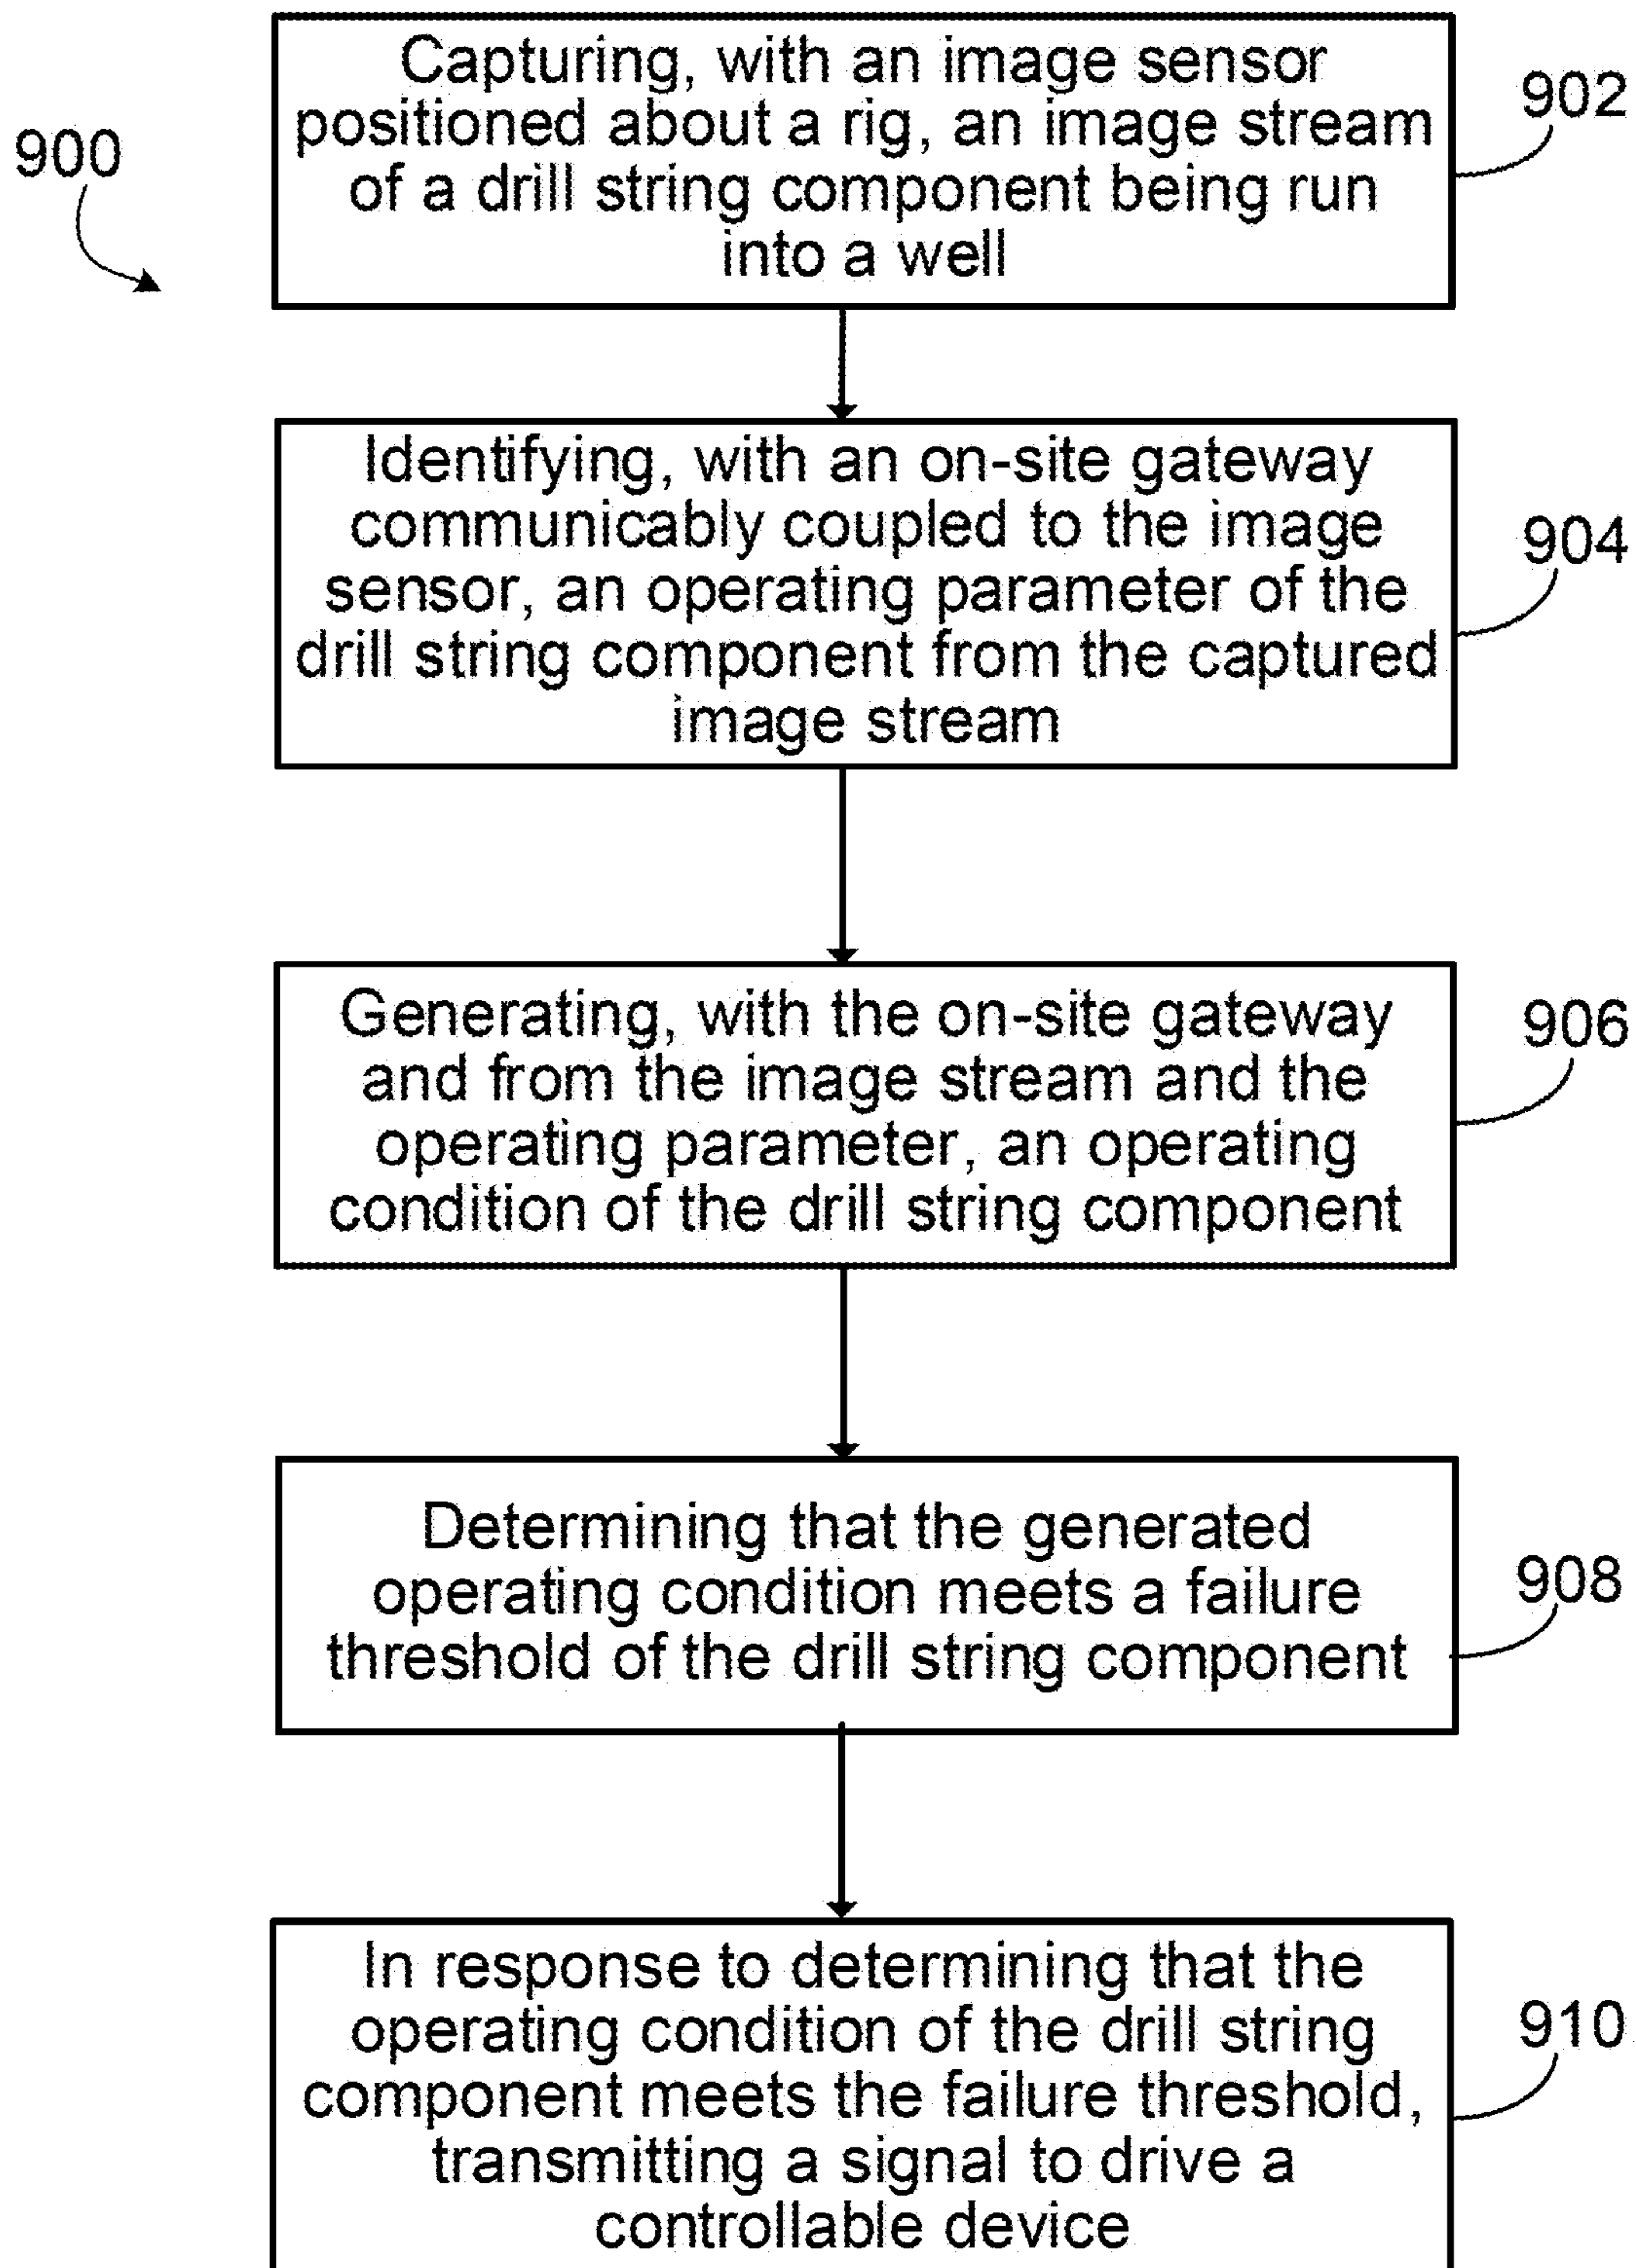 900
Capturing, with an image sensor
positioned about a rig, an image stream
of a drill string component being run
into a well
902
Identifying, with an on-site gateway
communicably coupled to the image
sensor, an operating parameter of the
drill string component from the captured
image stream
904
Generating, with the on-site gateway
and from the image stream and the
operating parameter, an operating
condition of the drill string component
906
Determining that the generated
operating condition meets a failure
threshold of the drill string component
908
In response to determining that the
operating condition of the drill string
component meets the failure threshold,
transmitting a signal to drive a
controllable device
910